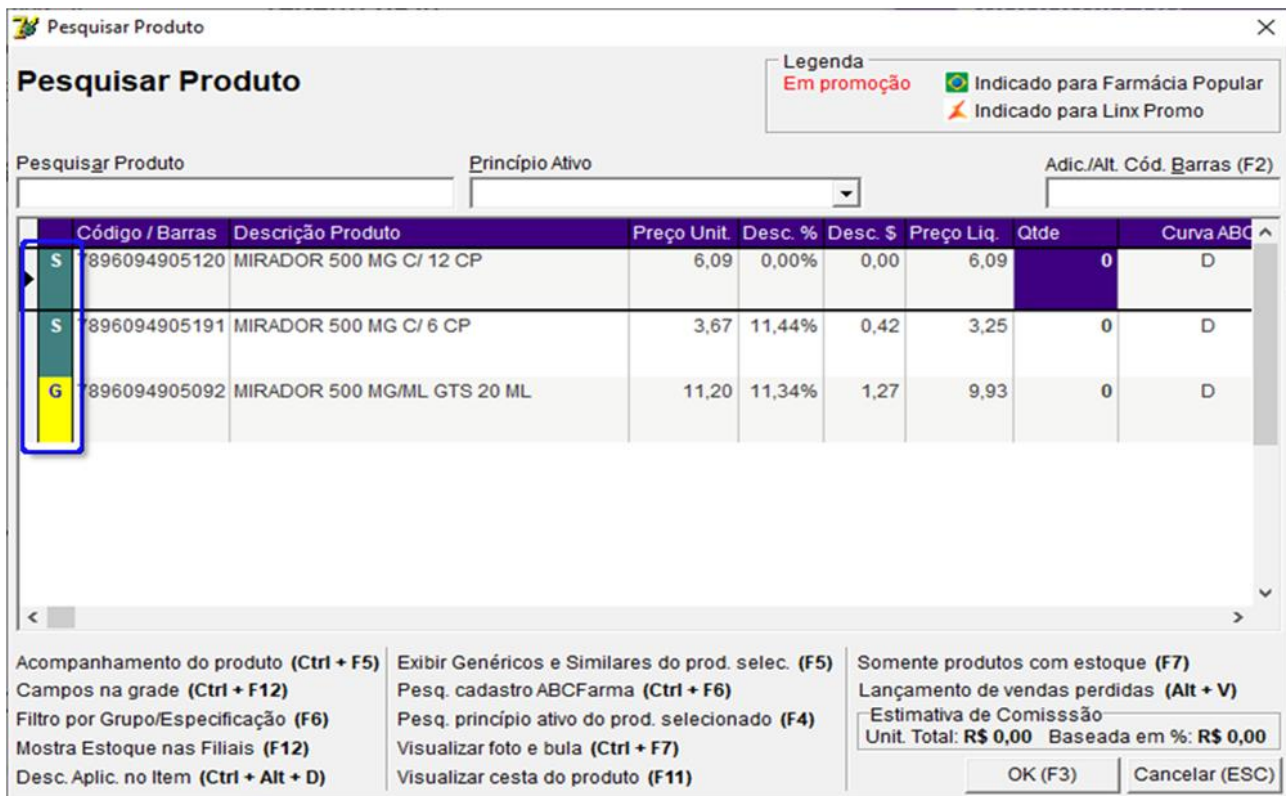 Pesquisar Produto
Pesquisar Produto
Legenda
Em promoção
Indicado para Farmácia Popular
Indicado para Linx Promo
Pesquisar Produto Princípio Ativo Adic./Alt. Cód. Barras (F2)
Código / Barras Descrição Produto Preço Unit. Desc. % Desc. $ Preço Liq. Qtde Curva ABC
S 7896094905120 MIRADOR 500 MG C/ 12 CP 6,09 0,00% 0,00 6,09 0 D
S 7896094905191 MIRADOR 500 MG C/ 6 CP 3,67 11,44% 0,42 3,25 0 D
G 7896094905092 MIRADOR 500 MG/ML GTS 20 ML 11,20 11,34% 1,27 9,93 0 D
Acompanhamento do produto (Ctrl + F5)
Campos na grade (Ctrl + F12)
Filtro por Grupo/Especificação (F6)
Mostra Estoque nas Filiais (F12)
Desc. Aplic. no Item (Ctrl + Alt + D)
Exibir Genéricos e Similares do prod. selec. (F5)
Pesq. cadastro ABCFarma (Ctrl + F6)
Pesq. princípio ativo do prod. selecionado (F4)
Visualizar foto e bula (Ctrl + F7)
Visualizar cesta do produto (F11)
Somente produtos com estoque (F7)
Lançamento de vendas perdidas (Alt + V)
Estimativa de Comisssão
Unit. Total: R$ 0,00 Baseada em %: R$ 0,00
OK (F3) Cancelar (ESC)